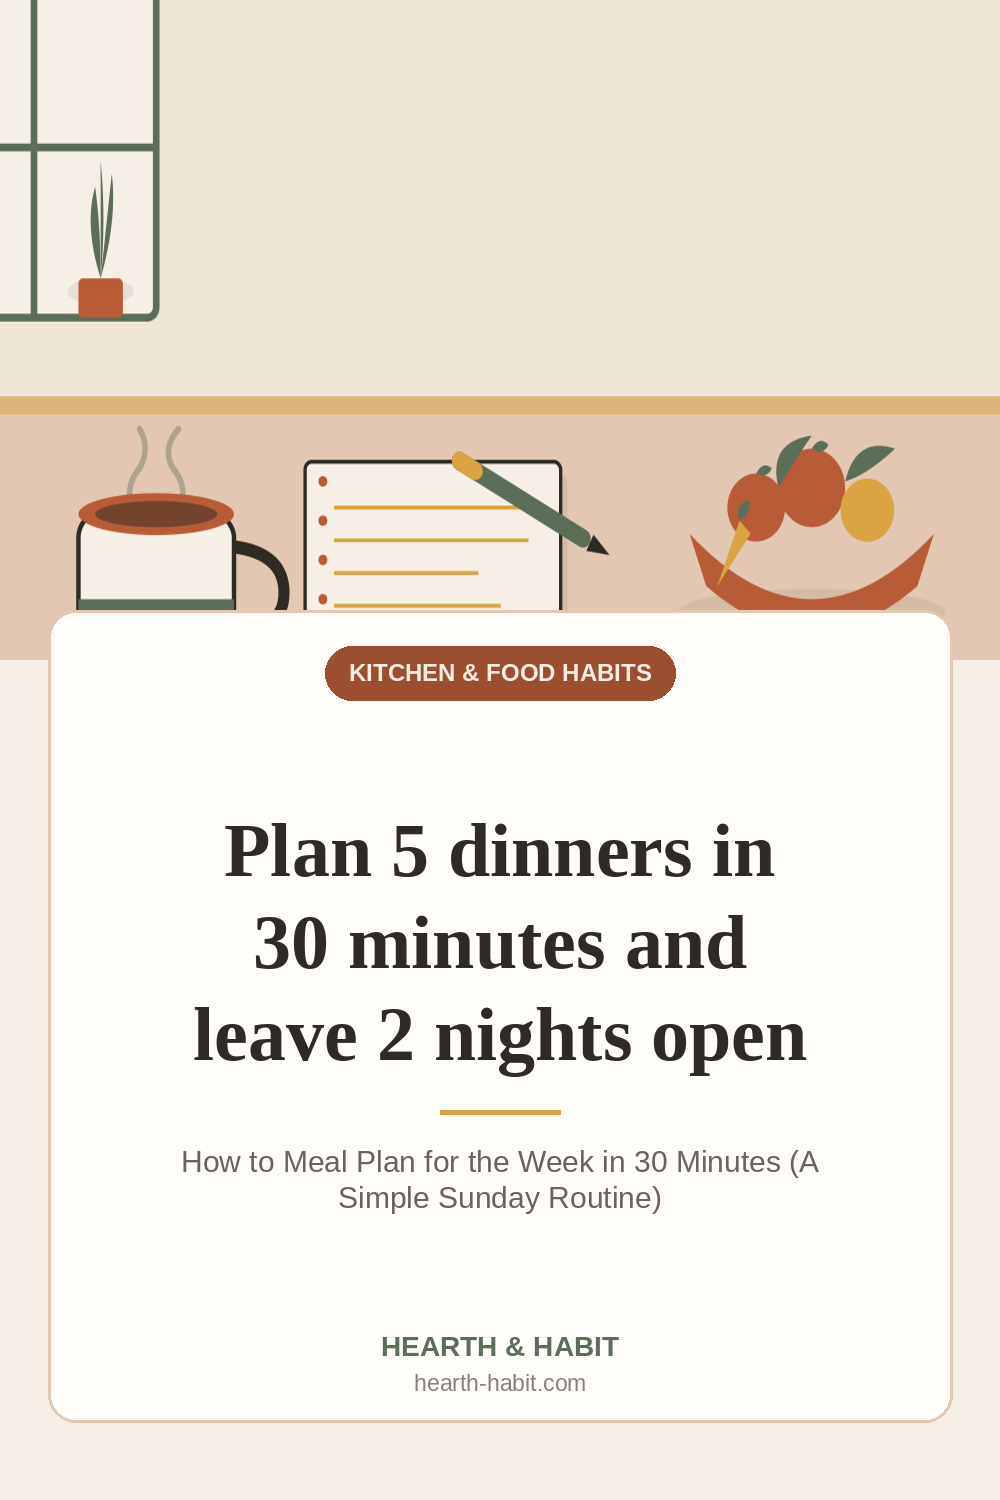 KITCHEN & FOOD HABITS
Plan 5 dinners in
30 minutes and
leave 2 nights open
How to Meal Plan for the Week in 30 Minutes (A
Simple Sunday Routine)
HEARTH & HABIT
hearth-habit.com